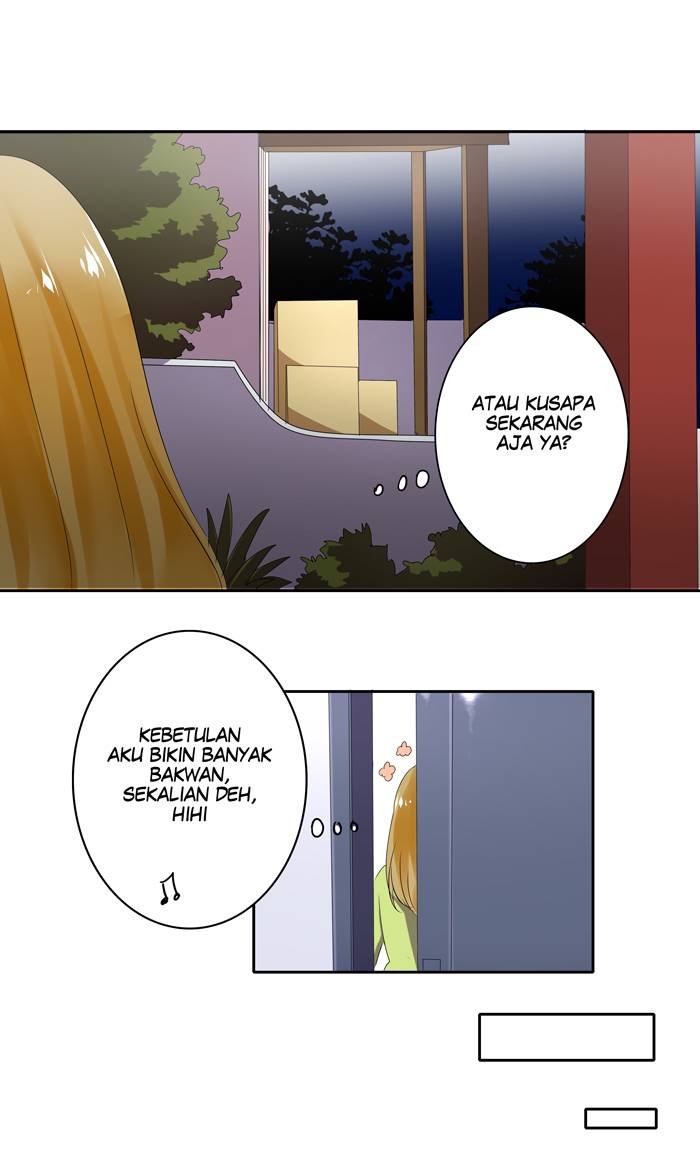 ATAU KUSAPA
SEKARANG
AJA YA?
KEBETULAN
AKU BIKIN BANYAK
BAKWAN,
SEKALIAN DEH,
HIHI